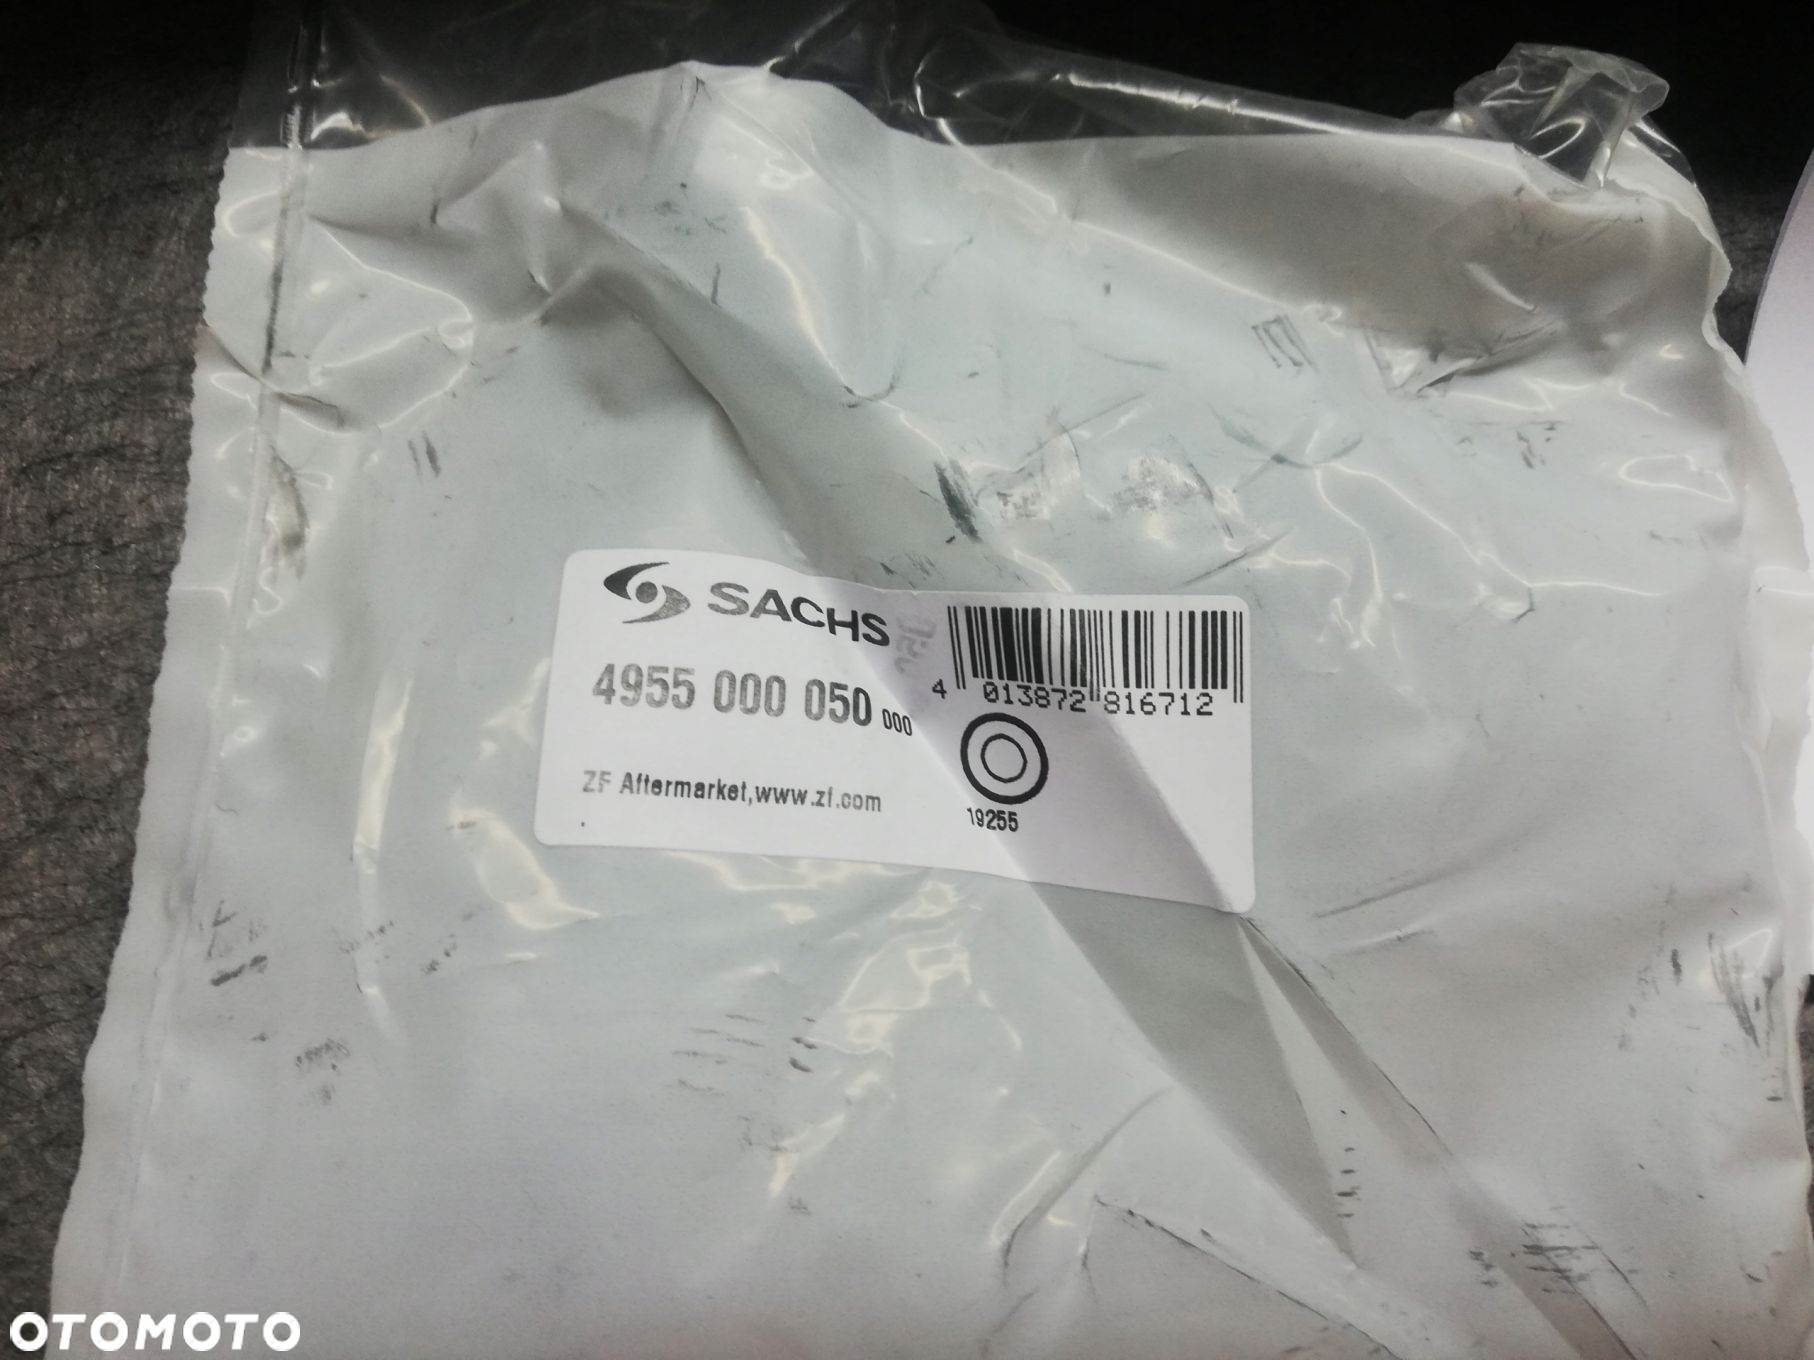 SACHS
4955 000 050 000
ZF Aftermarket,www.zf.com
4 013872 816712
19255
OTOMOTO